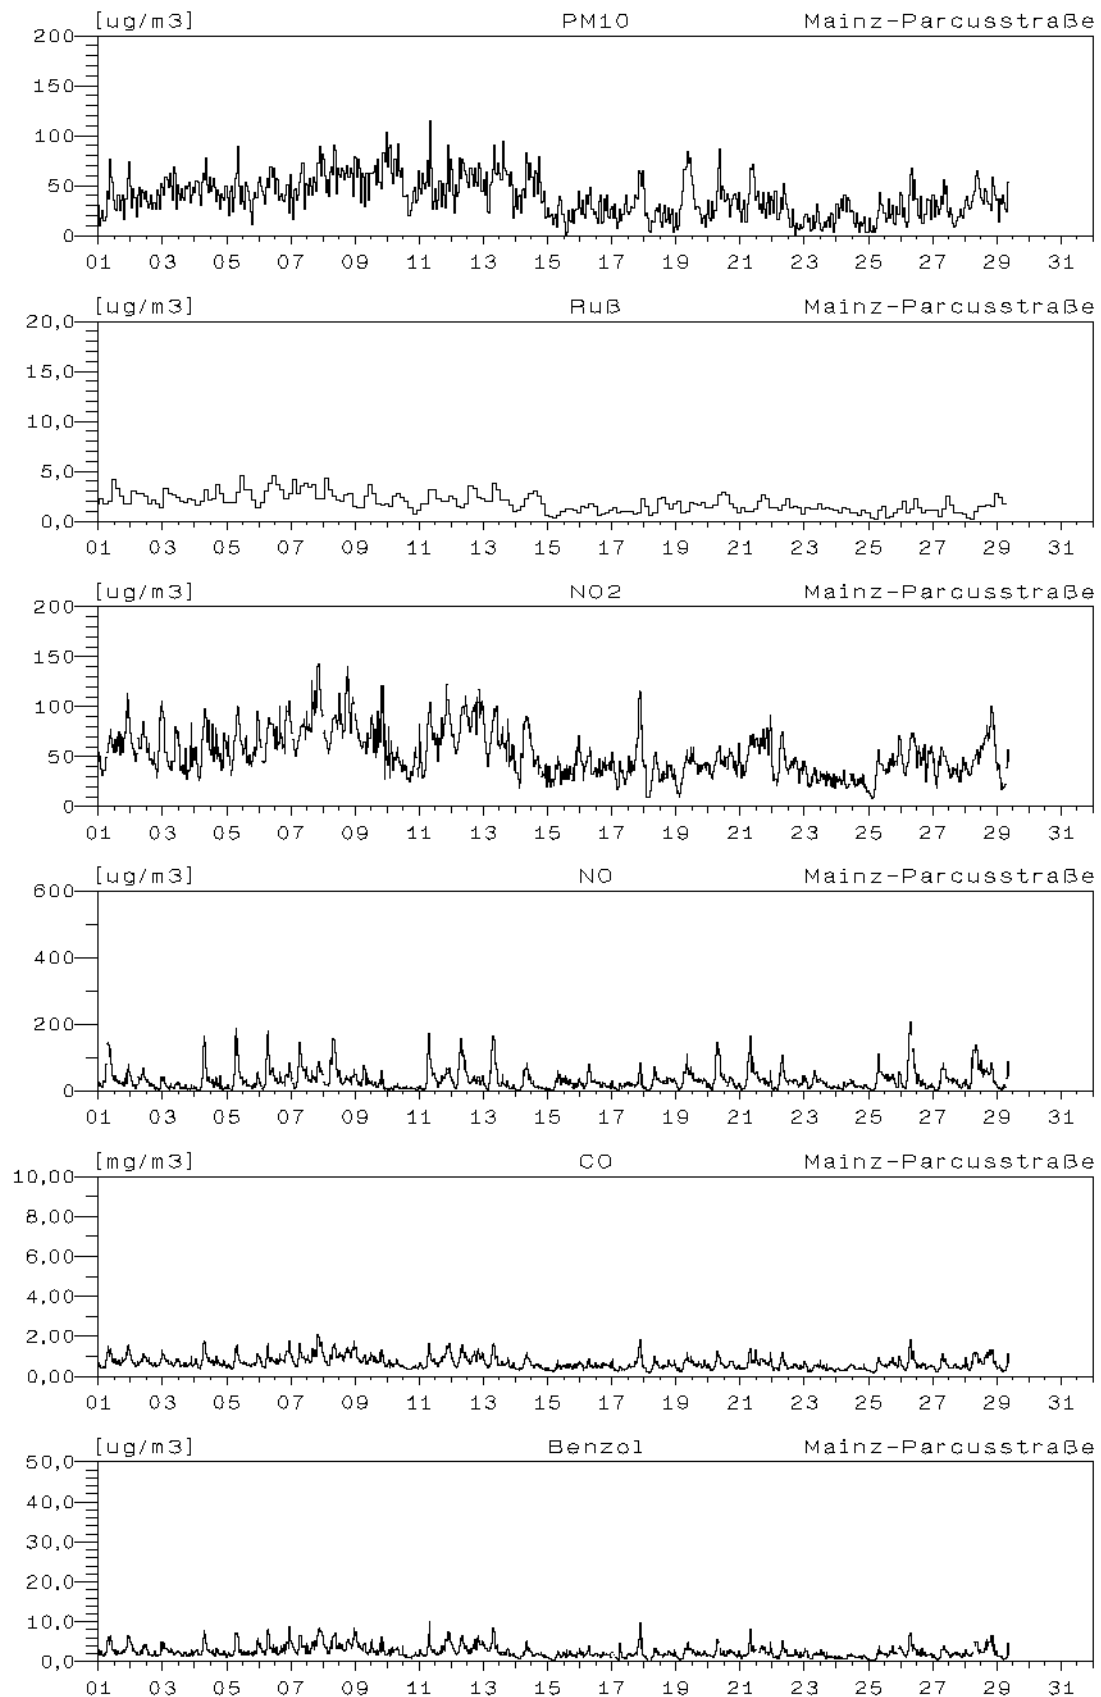 [ug/m3] PM10 Mainz-Parcusstraße
200
150
100
50
0
01 03 05 07 09 11 13 15 17 19 21 23 25 27 29 31
[ug/m3] Ruß Mainz-Parcusstraße
20,0
15,0
10,0
5,0
0,0
01 03 05 07 09 11 13 15 17 19 21 23 25 27 29 31
[ug/m3] NO2 Mainz-Parcusstraße
200
150
100
50
0
01 03 05 07 09 11 13 15 17 19 21 23 25 27 29 31
[ug/m3] NO Mainz-Parcusstraße
600
400
200
0
01 03 05 07 09 11 13 15 17 19 21 23 25 27 29 31
[mg/m3] CO Mainz-Parcusstraße
10,00
8,00
6,00
4,00
2,00
0,00
01 03 05 07 09 11 13 15 17 19 21 23 25 27 29 31
[ug/m3] Benzol Mainz-Parcusstraße
50,0
40,0
30,0
20,0
10,0
0,0
01 03 05 07 09 11 13 15 17 19 21 23 25 27 29 31